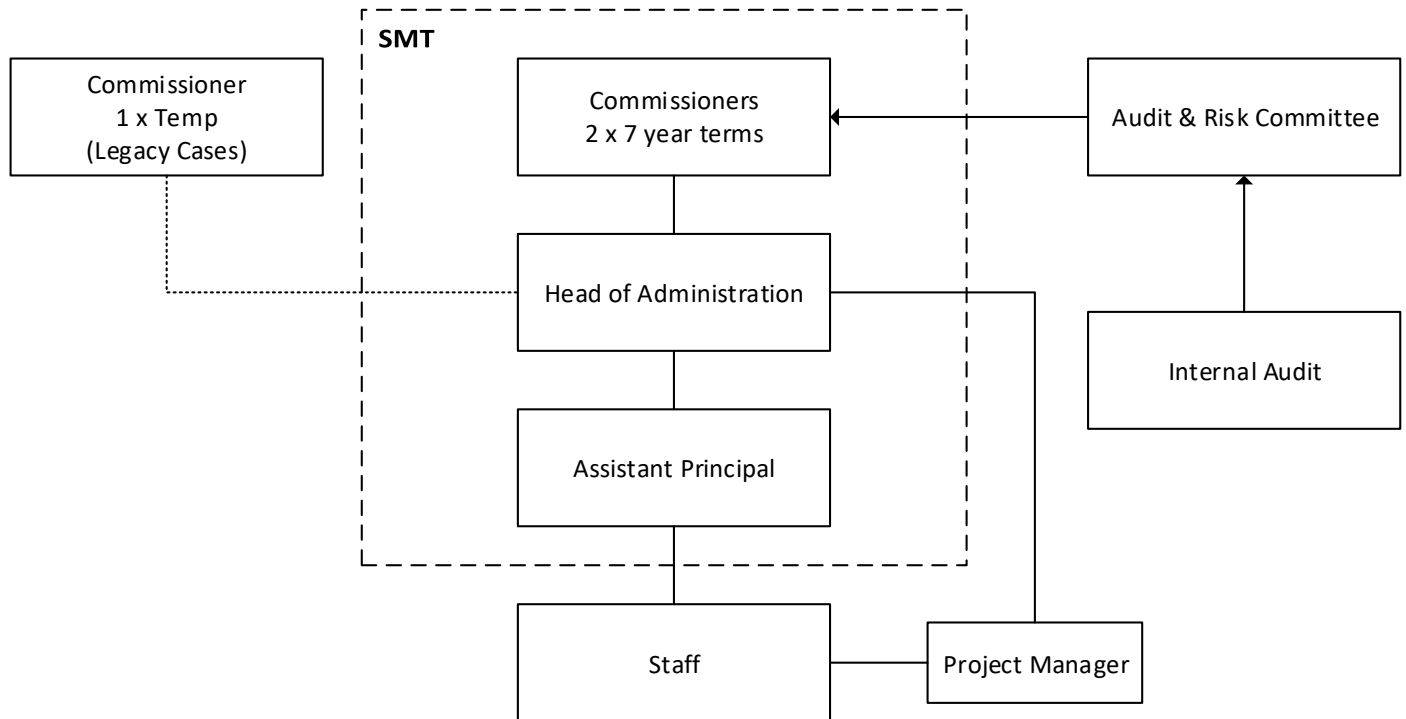 SMT
Commissioner
1 x Temp
(Legacy Cases)
Commissioners
2 x 7 year terms
Audit & Risk Committee
Head of Administration
Internal Audit
Assistant Principal
Staff
Project Manager